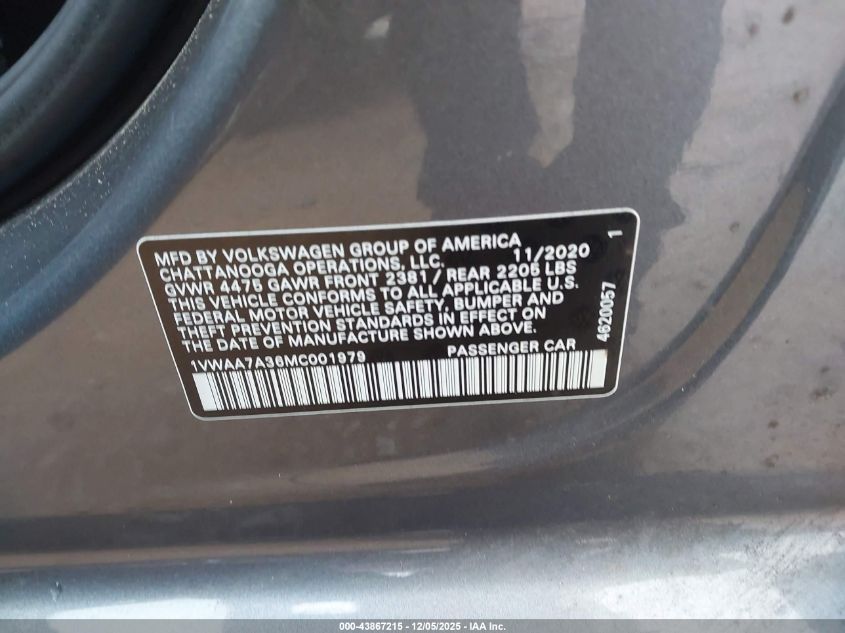 MFD BY VOLKSWAGEN GROUP OF AMERICA
CHATTANOOGA OPERATIONS, LLC. 11/2020 1
GVWR 4475 GAWR FRONT 2381 / REAR 2205 LBS
THIS VEHICLE CONFORMS TO ALL APPLICABLE U.S.
FEDERAL MOTOR VEHICLE SAFETY, BUMPER AND
THEFT PREVENTION STANDARDS IN EFFECT ON
THE DATE OF MANUFACTURE SHOWN ABOVE.
1VWAA7A36MC001979 PASSENGER CAR
4620057
000-43867215 - 12/05/2025 - IAA Inc.